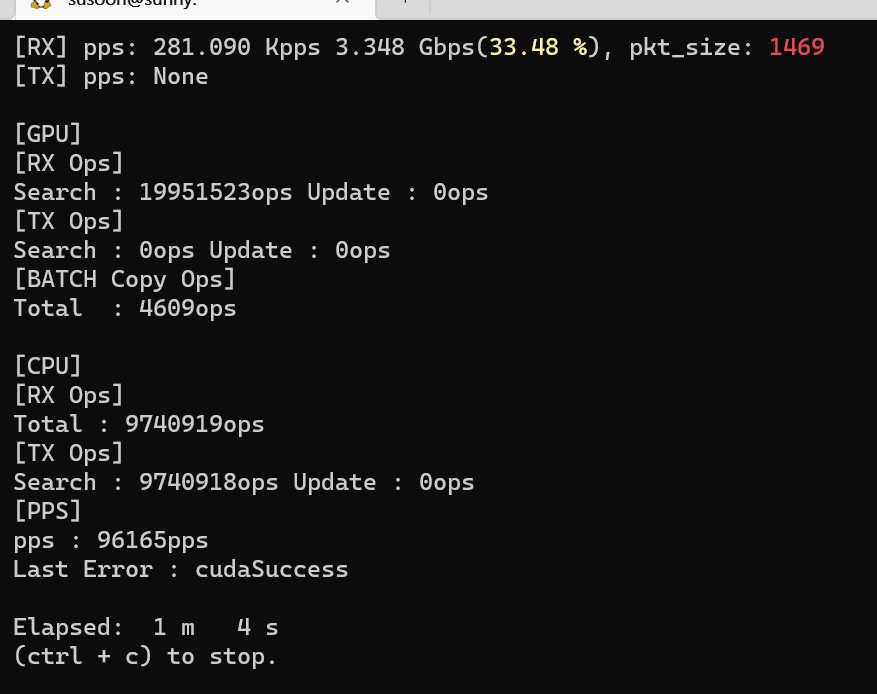 susoon@sunny:
[RX] pps: 281.090 Kpps 3.348 Gbps(33.48 %), pkt_size: 1469
[TX] pps: None
[GPU]
[RX Ops]
Search : 19951523ops Update : 0ops
[TX Ops]
Search : 0ops Update : 0ops
[BATCH Copy Ops]
Total  : 4609ops
[CPU]
[RX Ops]
Total : 9740919ops
[TX Ops]
Search : 9740918ops Update : 0ops
[PPS]
pps : 96165pps
Last Error : cudaSuccess
Elapsed:  1 m   4 s
(ctrl + c) to stop.